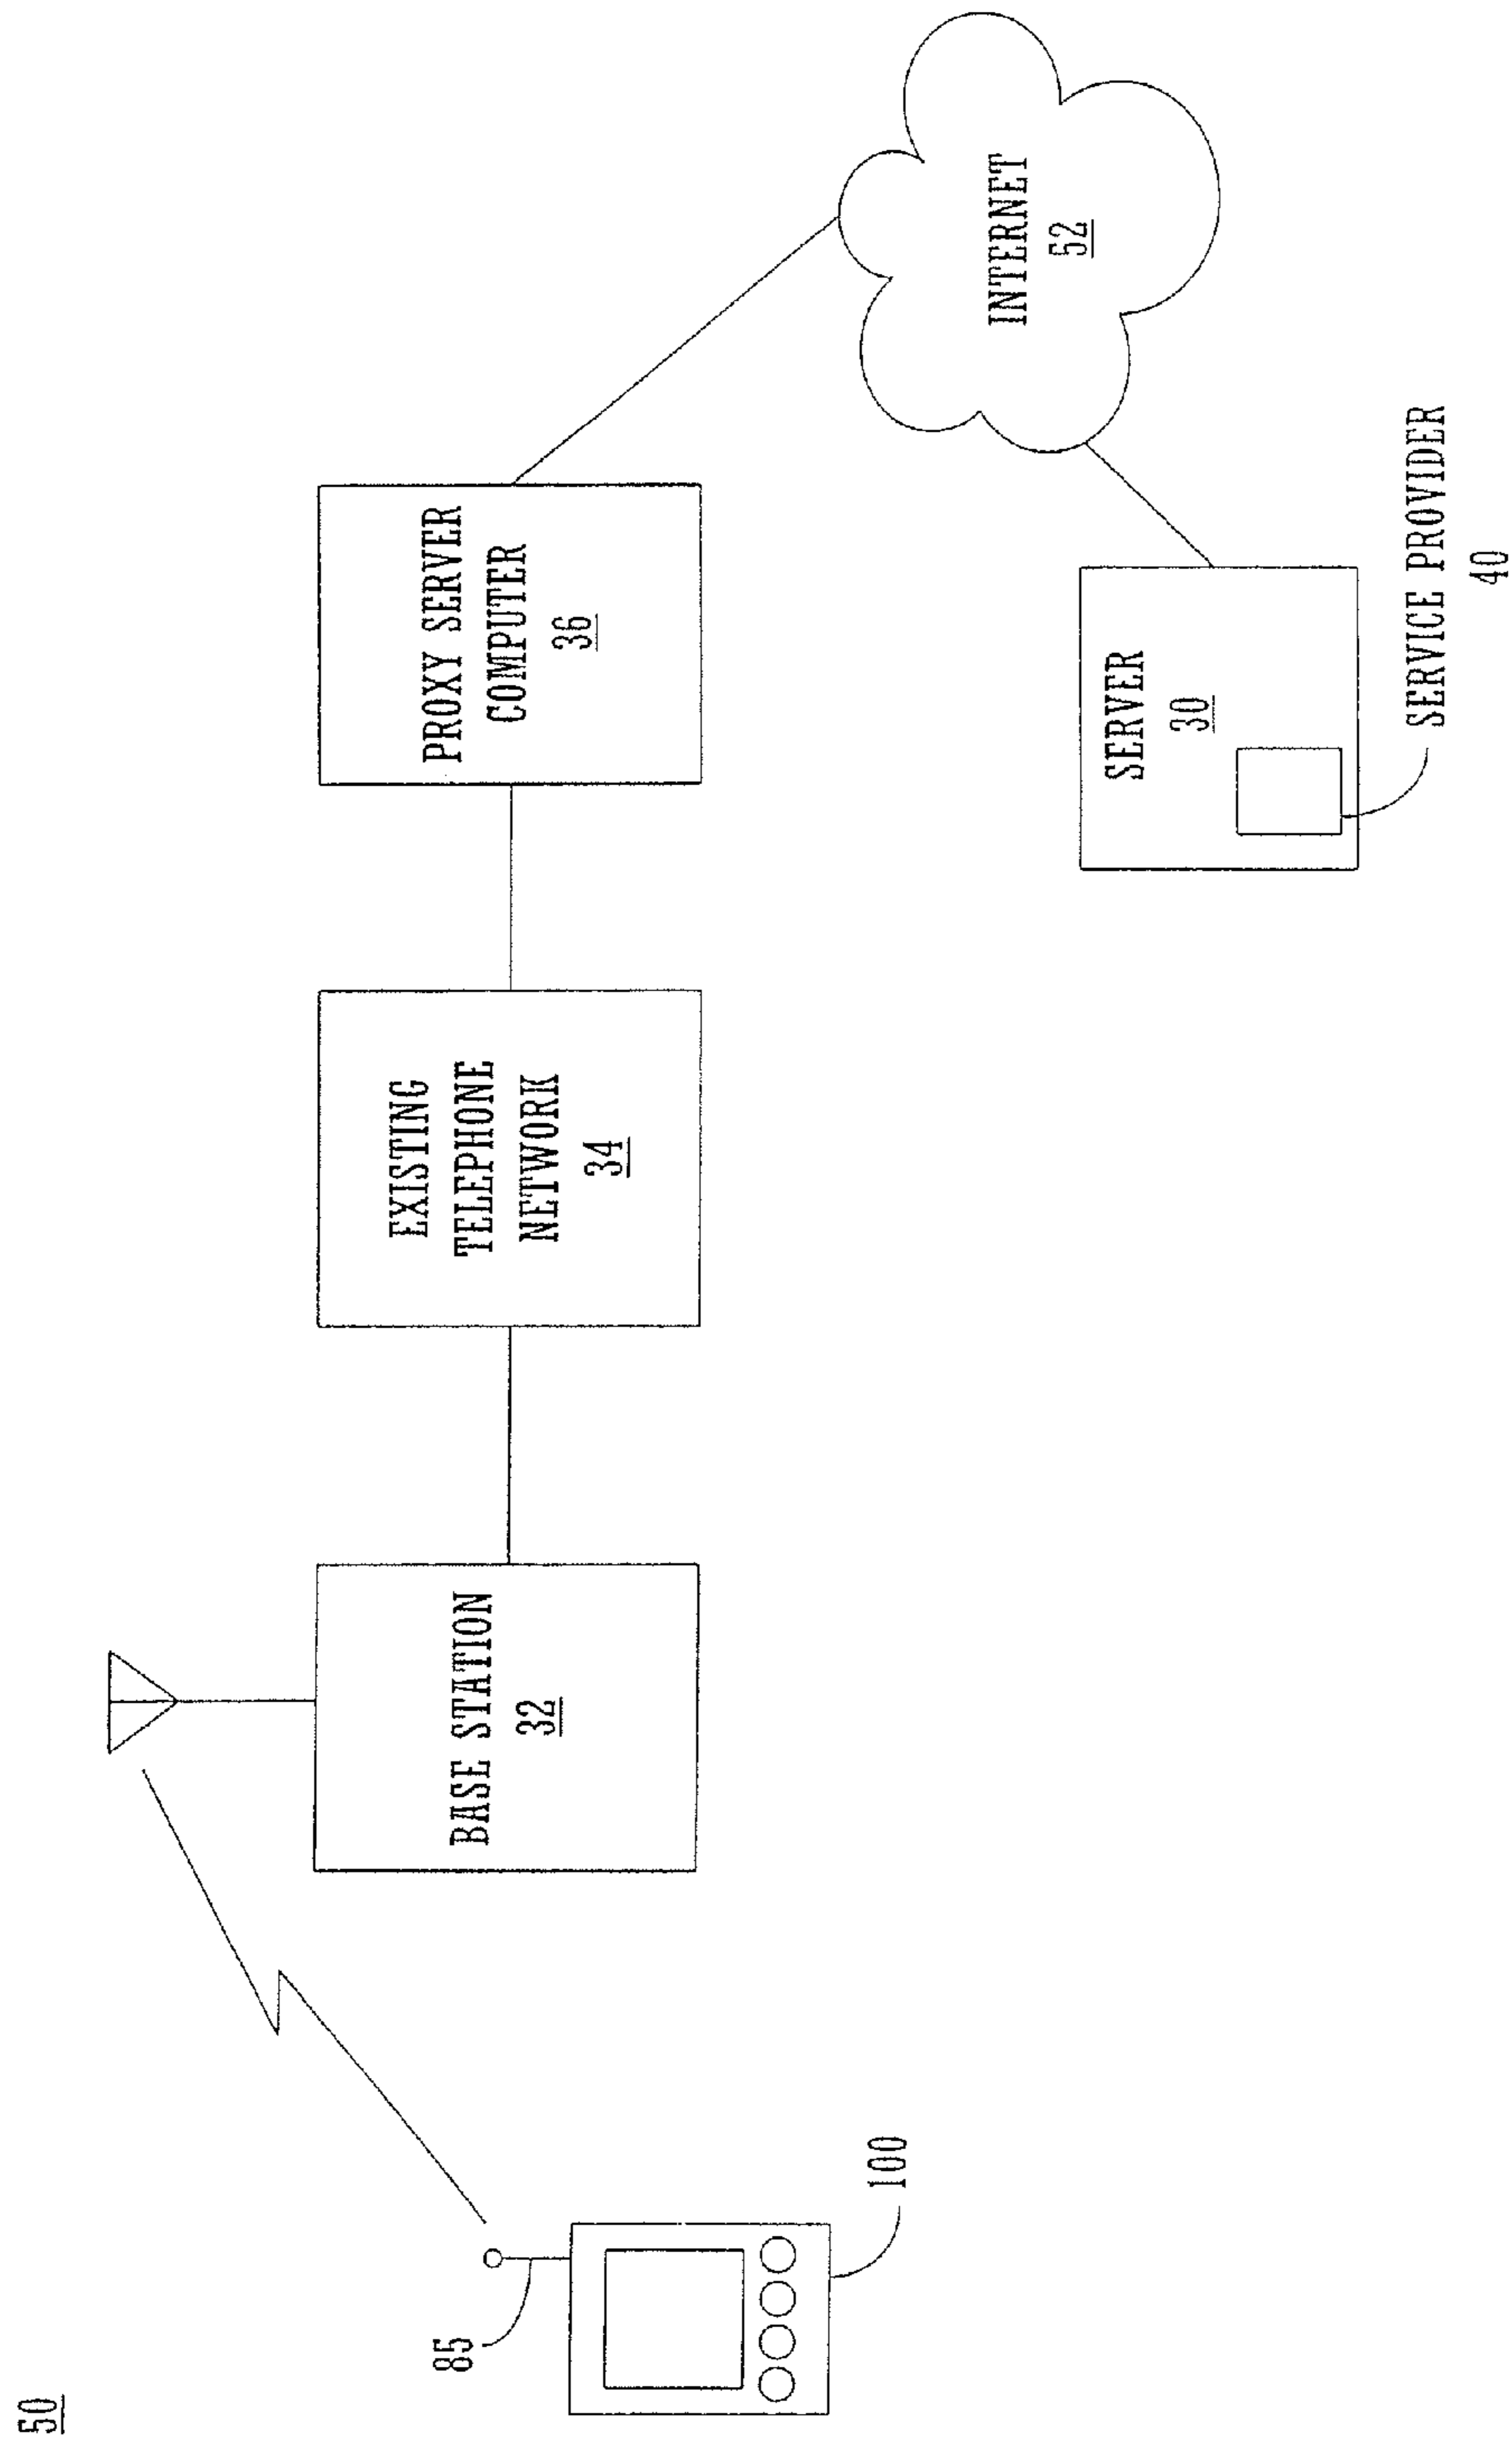 50
85
100
BASE STATION
32
EXISTING
TELEPHONE
NETWORK
34
PROXY SERVER
COMPUTER
36
INTERNET
52
SERVER
30
SERVICE PROVIDER
40